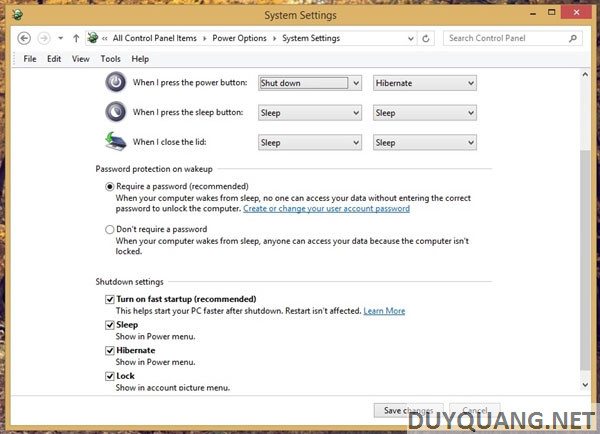 System Settings
« All Control Panel Items › Power Options › System Settings
Search Control Panel
File Edit View Tools Help
When I press the power button: Shut down Hibernate
When I press the sleep button: Sleep Sleep
When I close the lid: Sleep Sleep
Password protection on wakeup
Require a password (recommended)
When your computer wakes from sleep, no one can access your data without entering the correct
password to unlock the computer. Create or change your user account password
Don't require a password
When your computer wakes from sleep, anyone can access your data because the computer isn't
locked.
Shutdown settings
Turn on fast startup (recommended)
This helps start your PC faster after shutdown. Restart isn't affected. Learn More
Sleep
Show in Power menu.
Hibernate
Show in Power menu.
Lock
Show in account picture menu.
Save changes Cancel
DUYQUANG.NET